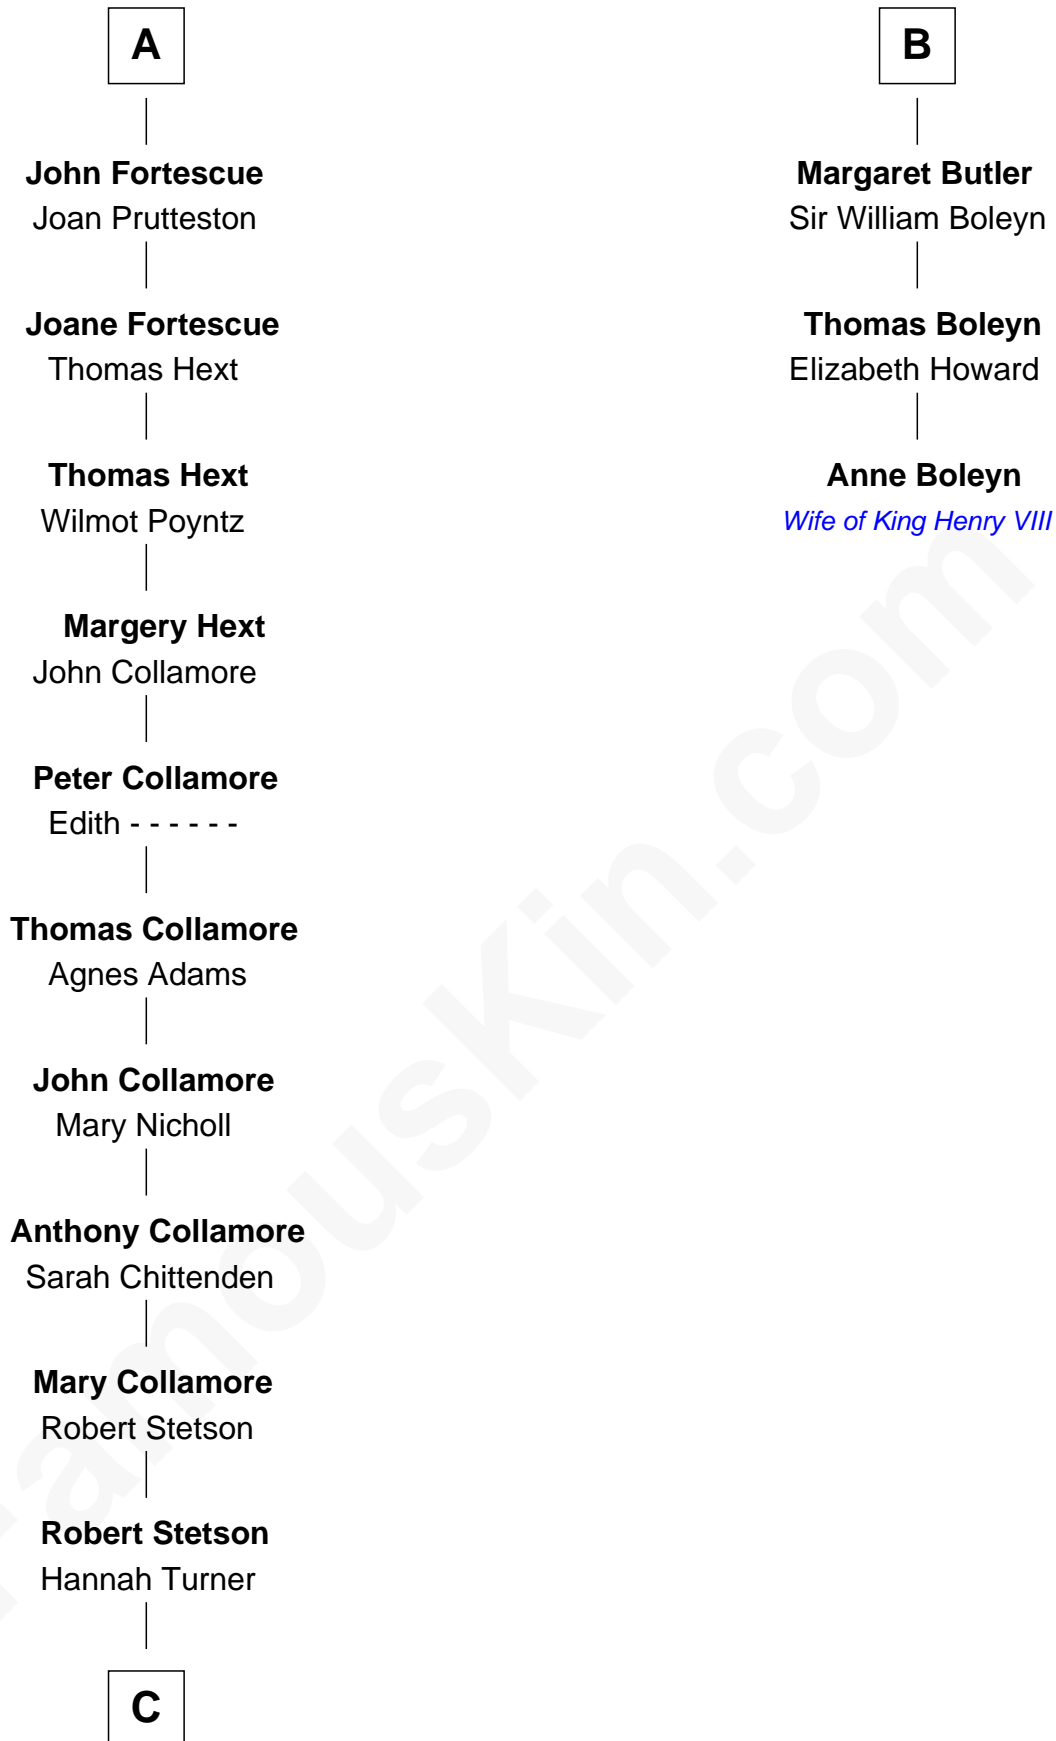 A
John Fortescue
Joan Prutteston
Joane Fortescue
Thomas Hext
Thomas Hext
Wilmot Poyntz
Margery Hext
John Collamore
Peter Collamore
Edith - - - - - -
Thomas Collamore
Agnes Adams
John Collamore
Mary Nicholl
Anthony Collamore
Sarah Chittenden
Mary Collamore
Robert Stetson
Robert Stetson
Hannah Turner
C
B
Margaret Butler
Sir William Boleyn
Thomas Boleyn
Elizabeth Howard
Anne Boleyn
Wife of King Henry VIII
FamousKin.com